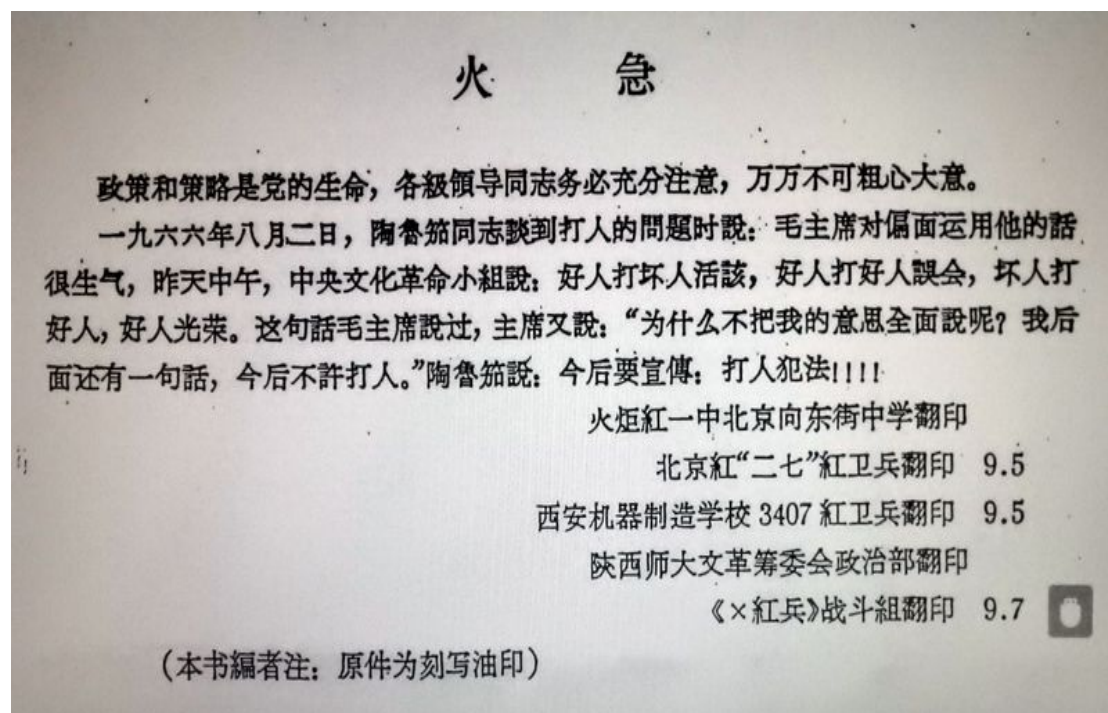 火 急
政策和策略是党的生命，各級領导同志务必充分注意，万万不可粗心大意。
一九六六年八月二日，陶魯笳同志談到打人的問題时說：毛主席对偏面运用他的話
很生气，昨天中午，中央文化革命小組說：好人打坏人活該，好人打好人誤会，坏人打
好人，好人光荣。这句話毛主席說过，主席又說：“为什么不把我的意思全面說呢？我后
面还有一句話，今后不許打人。”陶魯笳說：今后要宣傳：打人犯法！！！！
火炬紅一中北京向东街中学翻印
北京紅“二七”紅卫兵翻印 9.5
西安机器制造学校 3407 紅卫兵翻印 9.5
陝西师大文革筹委会政治部翻印
《×紅兵》战斗組翻印 9.7
（本书編者注：原件为刻写油印）